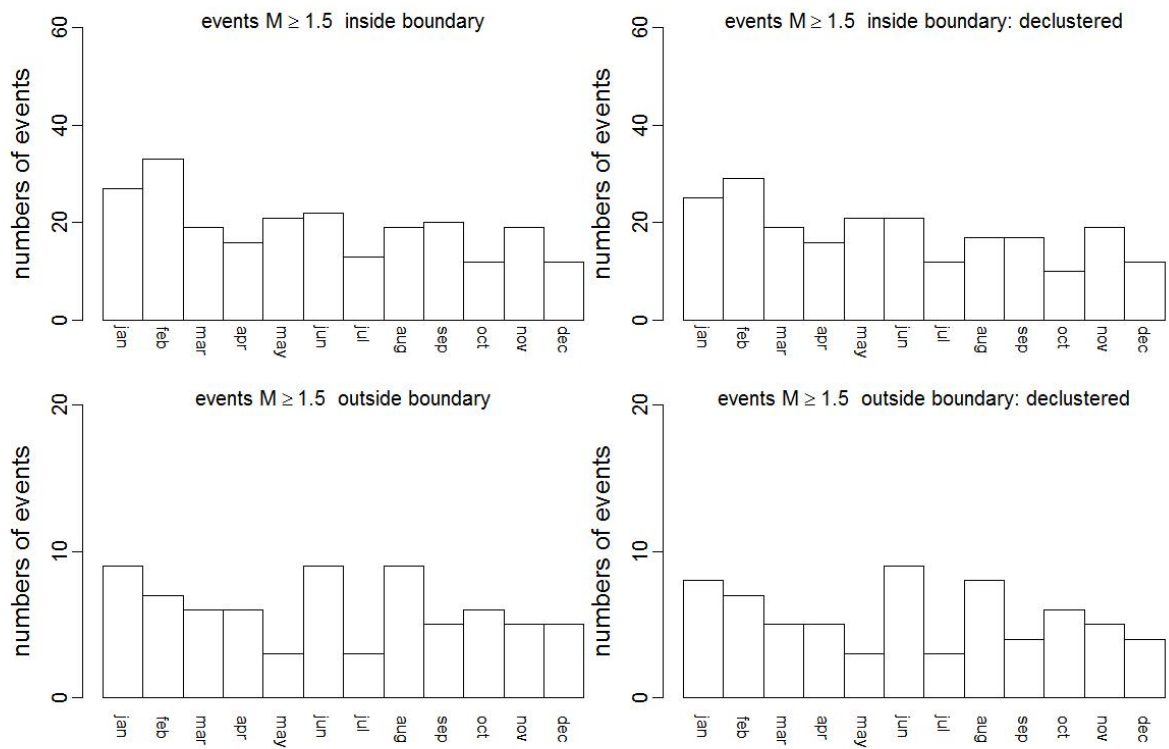 events M ≥ 1.5 inside boundary
numbers of events
0 20 40 60
jan feb mar apr may jun jul aug sep oct nov dec
events M ≥ 1.5 inside boundary: declustered
numbers of events
0 20 40 60
jan feb mar apr may jun jul aug sep oct nov dec
events M ≥ 1.5 outside boundary
numbers of events
0 10 20
jan feb mar apr may jun jul aug sep oct nov dec
events M ≥ 1.5 outside boundary: declustered
numbers of events
0 10 20
jan feb mar apr may jun jul aug sep oct nov dec